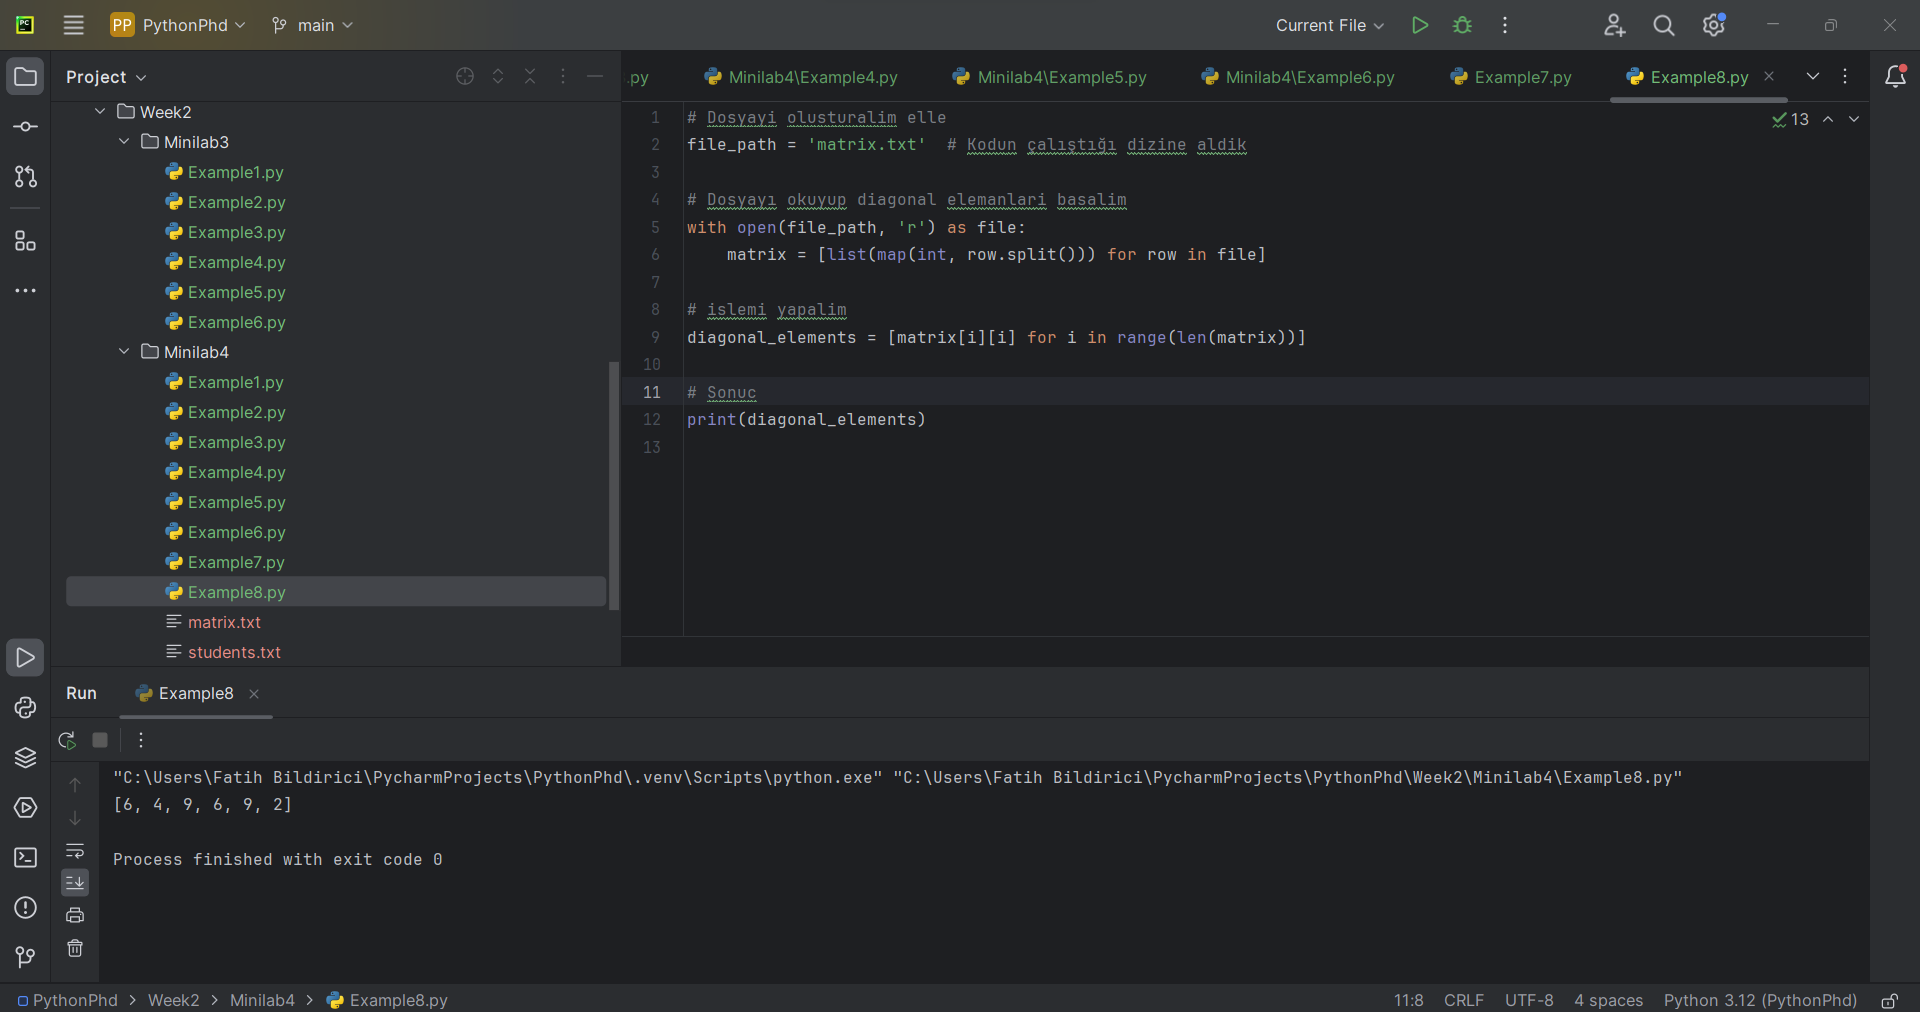 PC
PP PythonPhd main Current File
Project
Week2
Minilab3
Example1.py
Example2.py
Example3.py
Example4.py
Example5.py
Example6.py
Minilab4
Example1.py
Example2.py
Example3.py
Example4.py
Example5.py
Example6.py
Example7.py
Example8.py
matrix.txt
students.txt
.py Minilab4\Example4.py Minilab4\Example5.py Minilab4\Example6.py Example7.py Example8.py
13
1 # Dosyayi olusturalim elle
2 file_path = 'matrix.txt'  # Kodun çalıştığı dizine aldik
3
4 # Dosyayı okuyup diagonal elemanlari basalim
5 with open(file_path, 'r') as file:
6     matrix = [list(map(int, row.split())) for row in file]
7
8 # islemi yapalim
9 diagonal_elements = [matrix[i][i] for i in range(len(matrix))]
10
11 # Sonuc
12 print(diagonal_elements)
13
Run Example8
"C:\Users\Fatih Bildirici\PycharmProjects\PythonPhd\.venv\Scripts\python.exe" "C:\Users\Fatih Bildirici\PycharmProjects\PythonPhd\Week2\Minilab4\Example8.py"
[6, 4, 9, 6, 9, 2]
Process finished with exit code 0
PythonPhd > Week2 > Minilab4 > Example8.py 11:8 CRLF UTF-8 4 spaces Python 3.12 (PythonPhd)